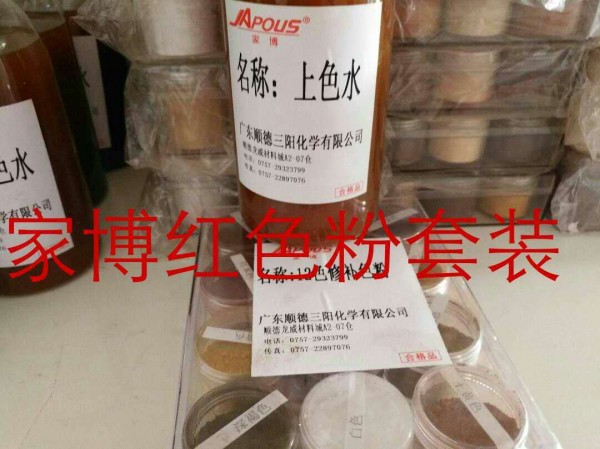 JAPOUS®
家博
名称：上色水
广东顺德三阳化学有限公司
顺德龙威材料城A2-07仓
电话：0757-29323799
传真：0757-22897076
合格品
色水
学有限公司
家博红色粉套装
JAPOUS®
名称:12色修补色粉
广东顺德三阳化学有限公司
顺德龙威材料城A2-07仓
电话：0757-29323799
传真：0757-22897076
合格品
深棕色
白色